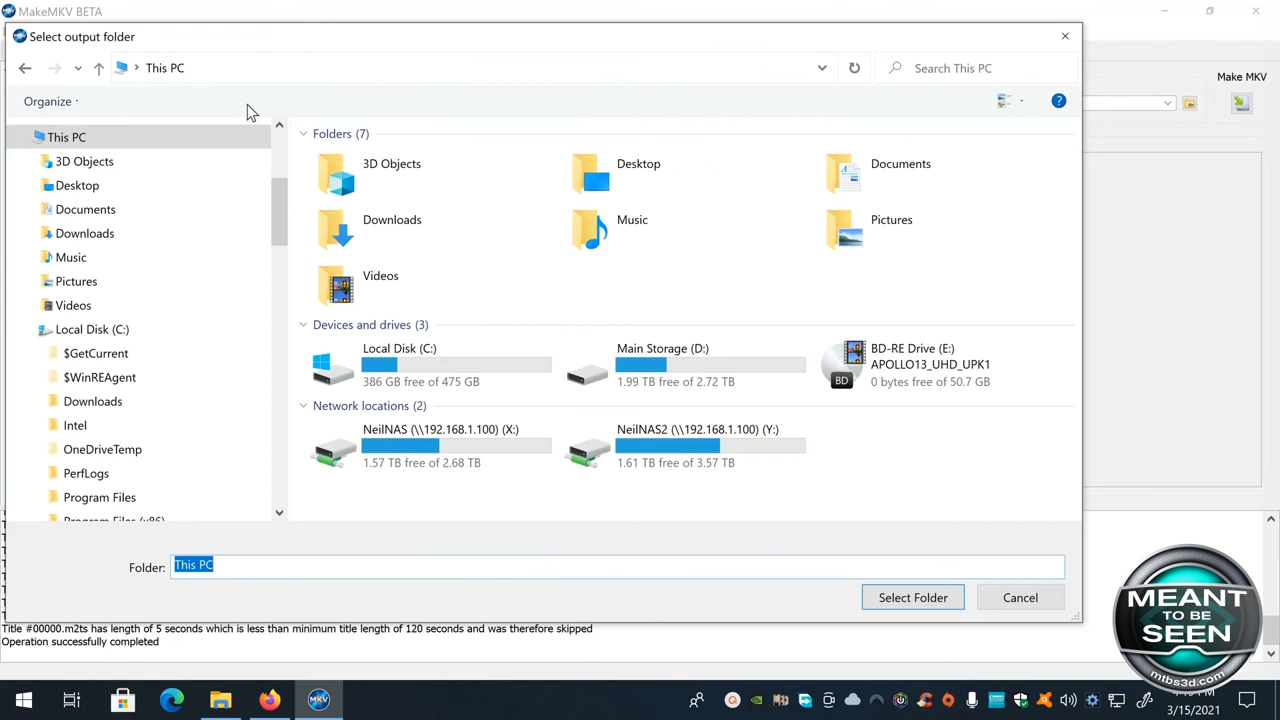 MakeMKV BETA
Select output folder
This PC
Search This PC
Make MKV
Organize
This PC
3D Objects
Desktop
Documents
Downloads
Music
Pictures
Videos
Local Disk (C:)
$GetCurrent
$WinREAgent
Downloads
Intel
OneDriveTemp
PerfLogs
Program Files
Program Files (x86)
Folders (7)
3D Objects
Desktop
Documents
Downloads
Music
Pictures
Videos
Devices and drives (3)
Local Disk (C:)
386 GB free of 475 GB
Main Storage (D:)
1.99 TB free of 2.72 TB
BD
BD-RE Drive (E:)
APOLLO13_UHD_UPK1
0 bytes free of 50.7 GB
Network locations (2)
NeilNAS (\\192.168.1.100) (X:)
1.57 TB free of 2.68 TB
NeilNAS2 (\\192.168.1.100) (Y:)
1.61 TB free of 3.57 TB
Folder: This PC
Select Folder
Cancel
Title #00000.m2ts has length of 5 seconds which is less than minimum title length of 120 seconds and was therefore skipped
Operation successfully completed
MEANT
TO BE
SEEN
mtbs3d.com
MKV
3/15/2021